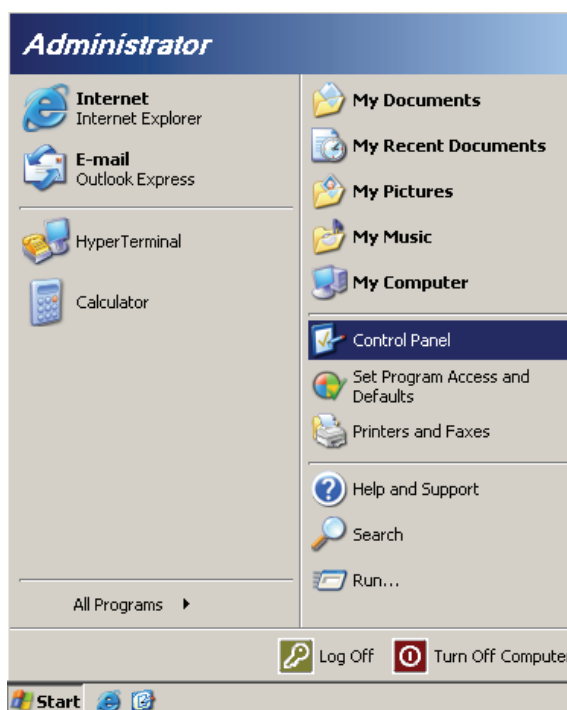 Administrator
Internet
Internet Explorer
E-mail
Outlook Express
HyperTerminal
Calculator
All Programs
My Documents
My Recent Documents
My Pictures
My Music
My Computer
Control Panel
Set Program Access and
Defaults
Printers and Faxes
Help and Support
Search
Run...
Log Off
Turn Off Computer
Start